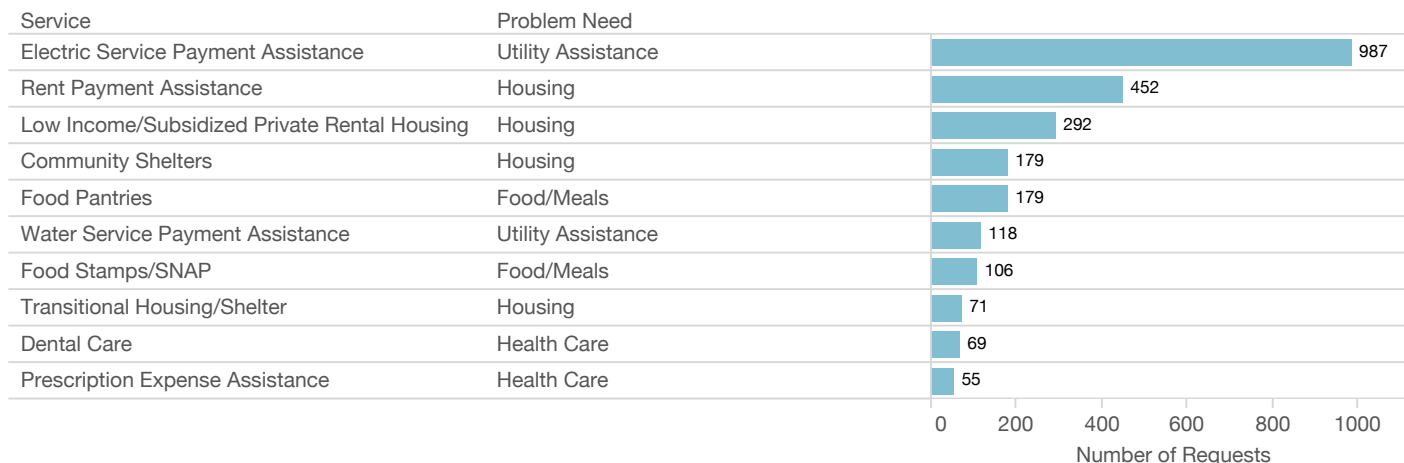 Service Problem Need
Electric Service Payment Assistance Utility Assistance 987
Rent Payment Assistance Housing 452
Low Income/Subsidized Private Rental Housing Housing 292
Community Shelters Housing 179
Food Pantries Food/Meals 179
Water Service Payment Assistance Utility Assistance 118
Food Stamps/SNAP Food/Meals 106
Transitional Housing/Shelter Housing 71
Dental Care Health Care 69
Prescription Expense Assistance Health Care 55
0 200 400 600 800 1000
Number of Requests